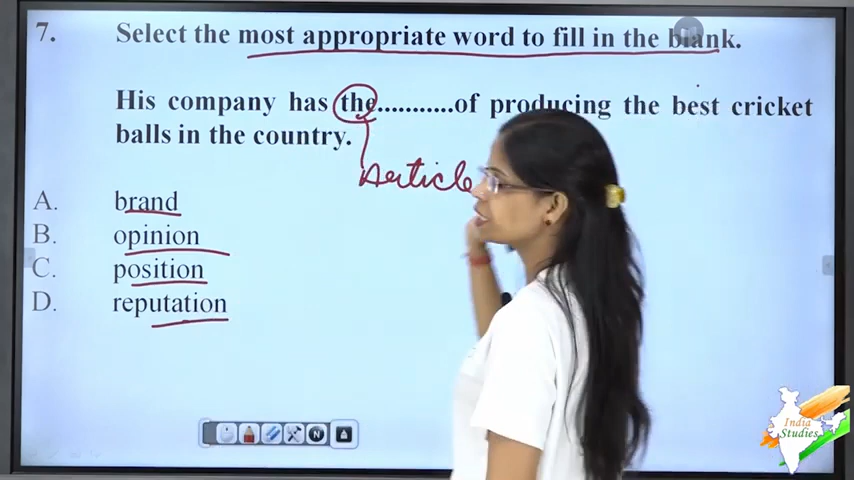 7. Select the most appropriate word to fill in the blank.
His company has the...........of producing the best cricket
balls in the country.
Article
A. brand
B. opinion
C. position
D. reputation
N
India
Studies